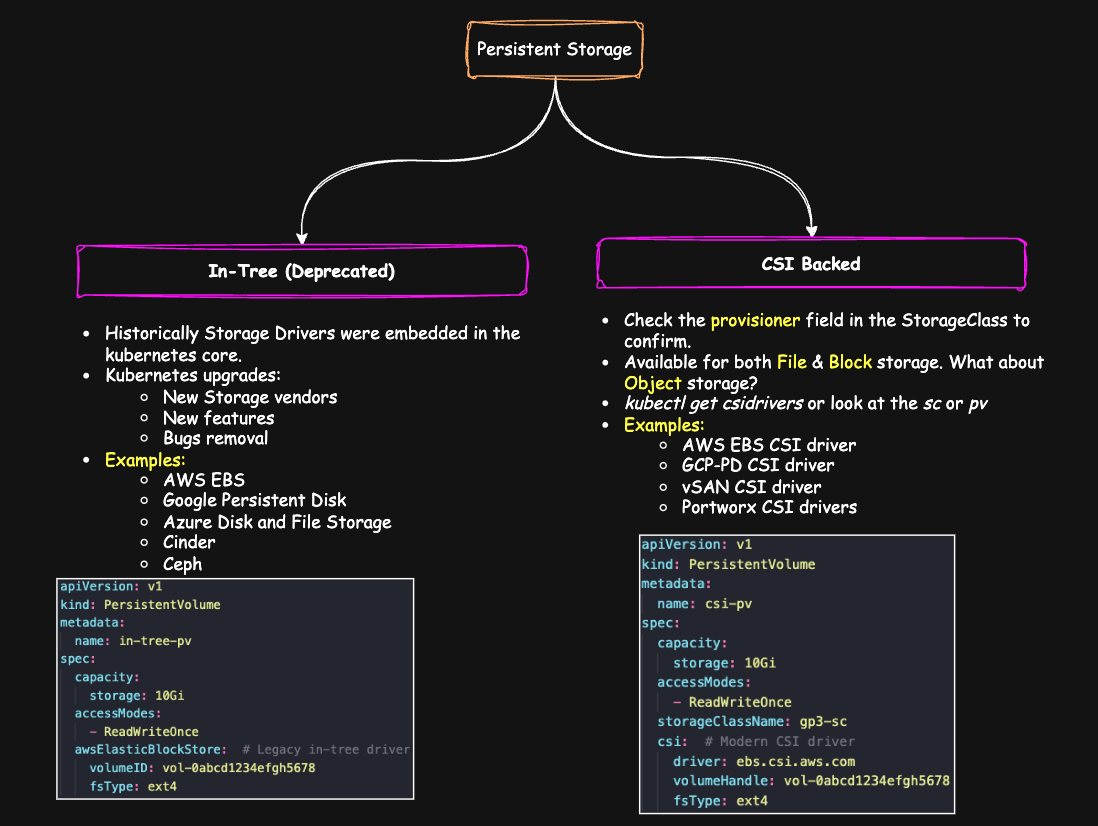 Persistent Storage
In-Tree (Deprecated)
• Historically Storage Drivers were embedded in the
kubernetes core.
• Kubernetes upgrades:
○ New Storage vendors
○ New features
○ Bugs removal
• Examples:
○ AWS EBS
○ Google Persistent Disk
○ Azure Disk and File Storage
○ Cinder
○ Ceph
apiVersion: v1
kind: PersistentVolume
metadata:
  name: in-tree-pv
spec:
  capacity:
    storage: 10Gi
  accessModes:
    - ReadWriteOnce
  awsElasticBlockStore:  # Legacy in-tree driver
    volumeID: vol-0abcd1234efgh5678
    fsType: ext4
CSI Backed
• Check the provisioner field in the StorageClass to
confirm.
• Available for both File & Block storage. What about
Object storage?
• kubectl get csidrivers or look at the sc or pv
• Examples:
○ AWS EBS CSI driver
○ GCP-PD CSI driver
○ vSAN CSI driver
○ Portworx CSI drivers
apiVersion: v1
kind: PersistentVolume
metadata:
  name: csi-pv
spec:
  capacity:
    storage: 10Gi
  accessModes:
    - ReadWriteOnce
  storageClassName: gp3-sc
  csi:  # Modern CSI driver
    driver: ebs.csi.aws.com
    volumeHandle: vol-0abcd1234efgh5678
    fsType: ext4